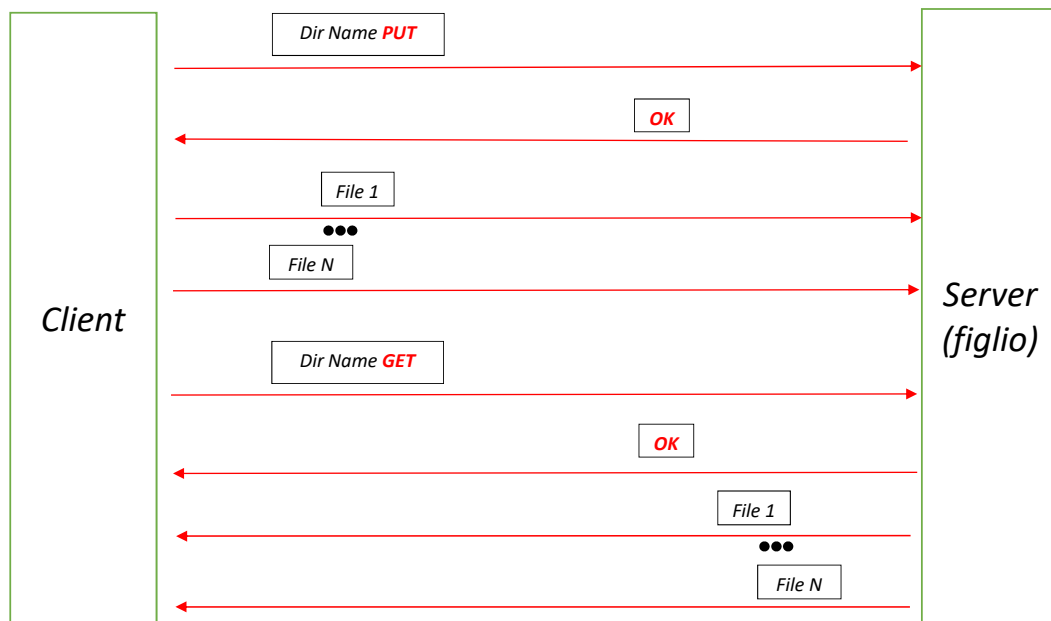 Dir Name PUT
OK
File 1
File N
Client
Server
(figlio)
Dir Name GET
OK
File 1
File N